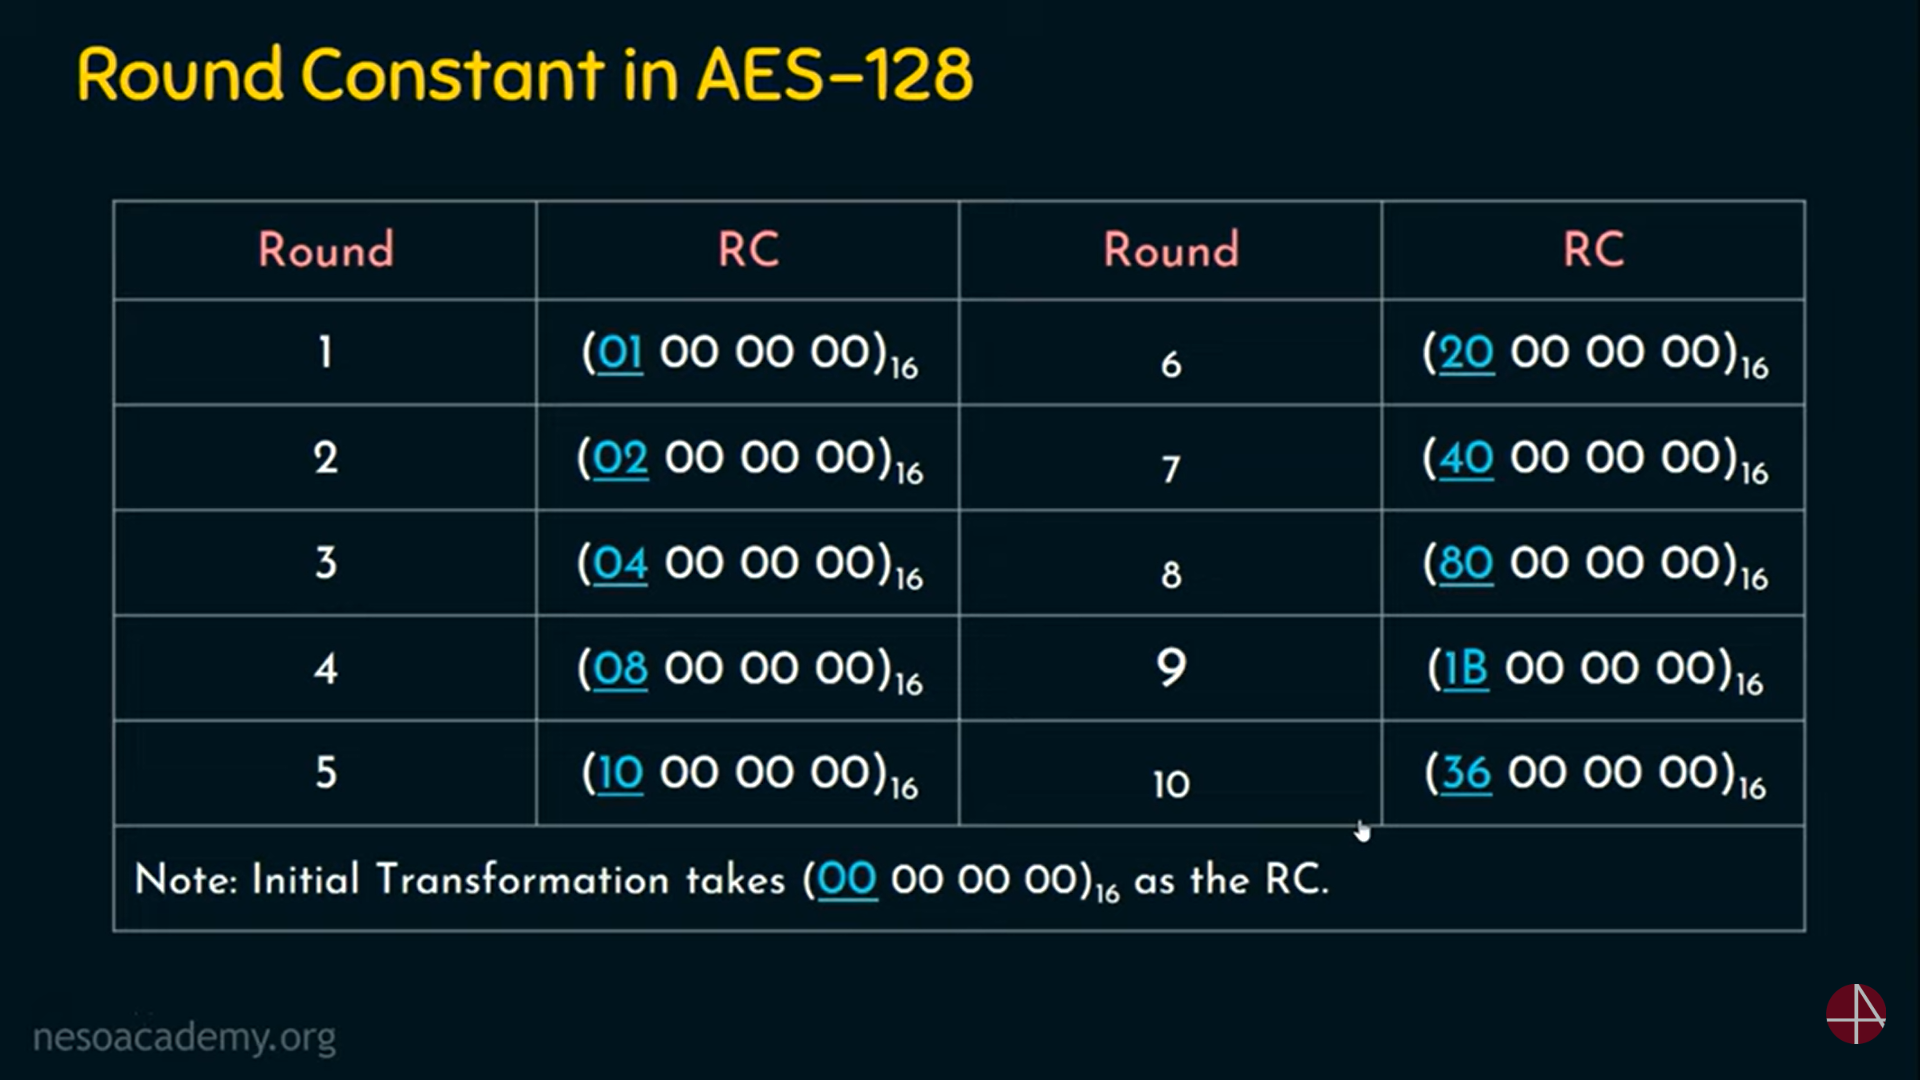 Round Constant in AES–128
Round RC Round RC
1 (01 00 00 00)16 6 (20 00 00 00)16
2 (02 00 00 00)16 7 (40 00 00 00)16
3 (04 00 00 00)16 8 (80 00 00 00)16
4 (08 00 00 00)16 9 (1B 00 00 00)16
5 (10 00 00 00)16 10 (36 00 00 00)16
Note: Initial Transformation takes (00 00 00 00)16 as the RC.
nesoacademy.org